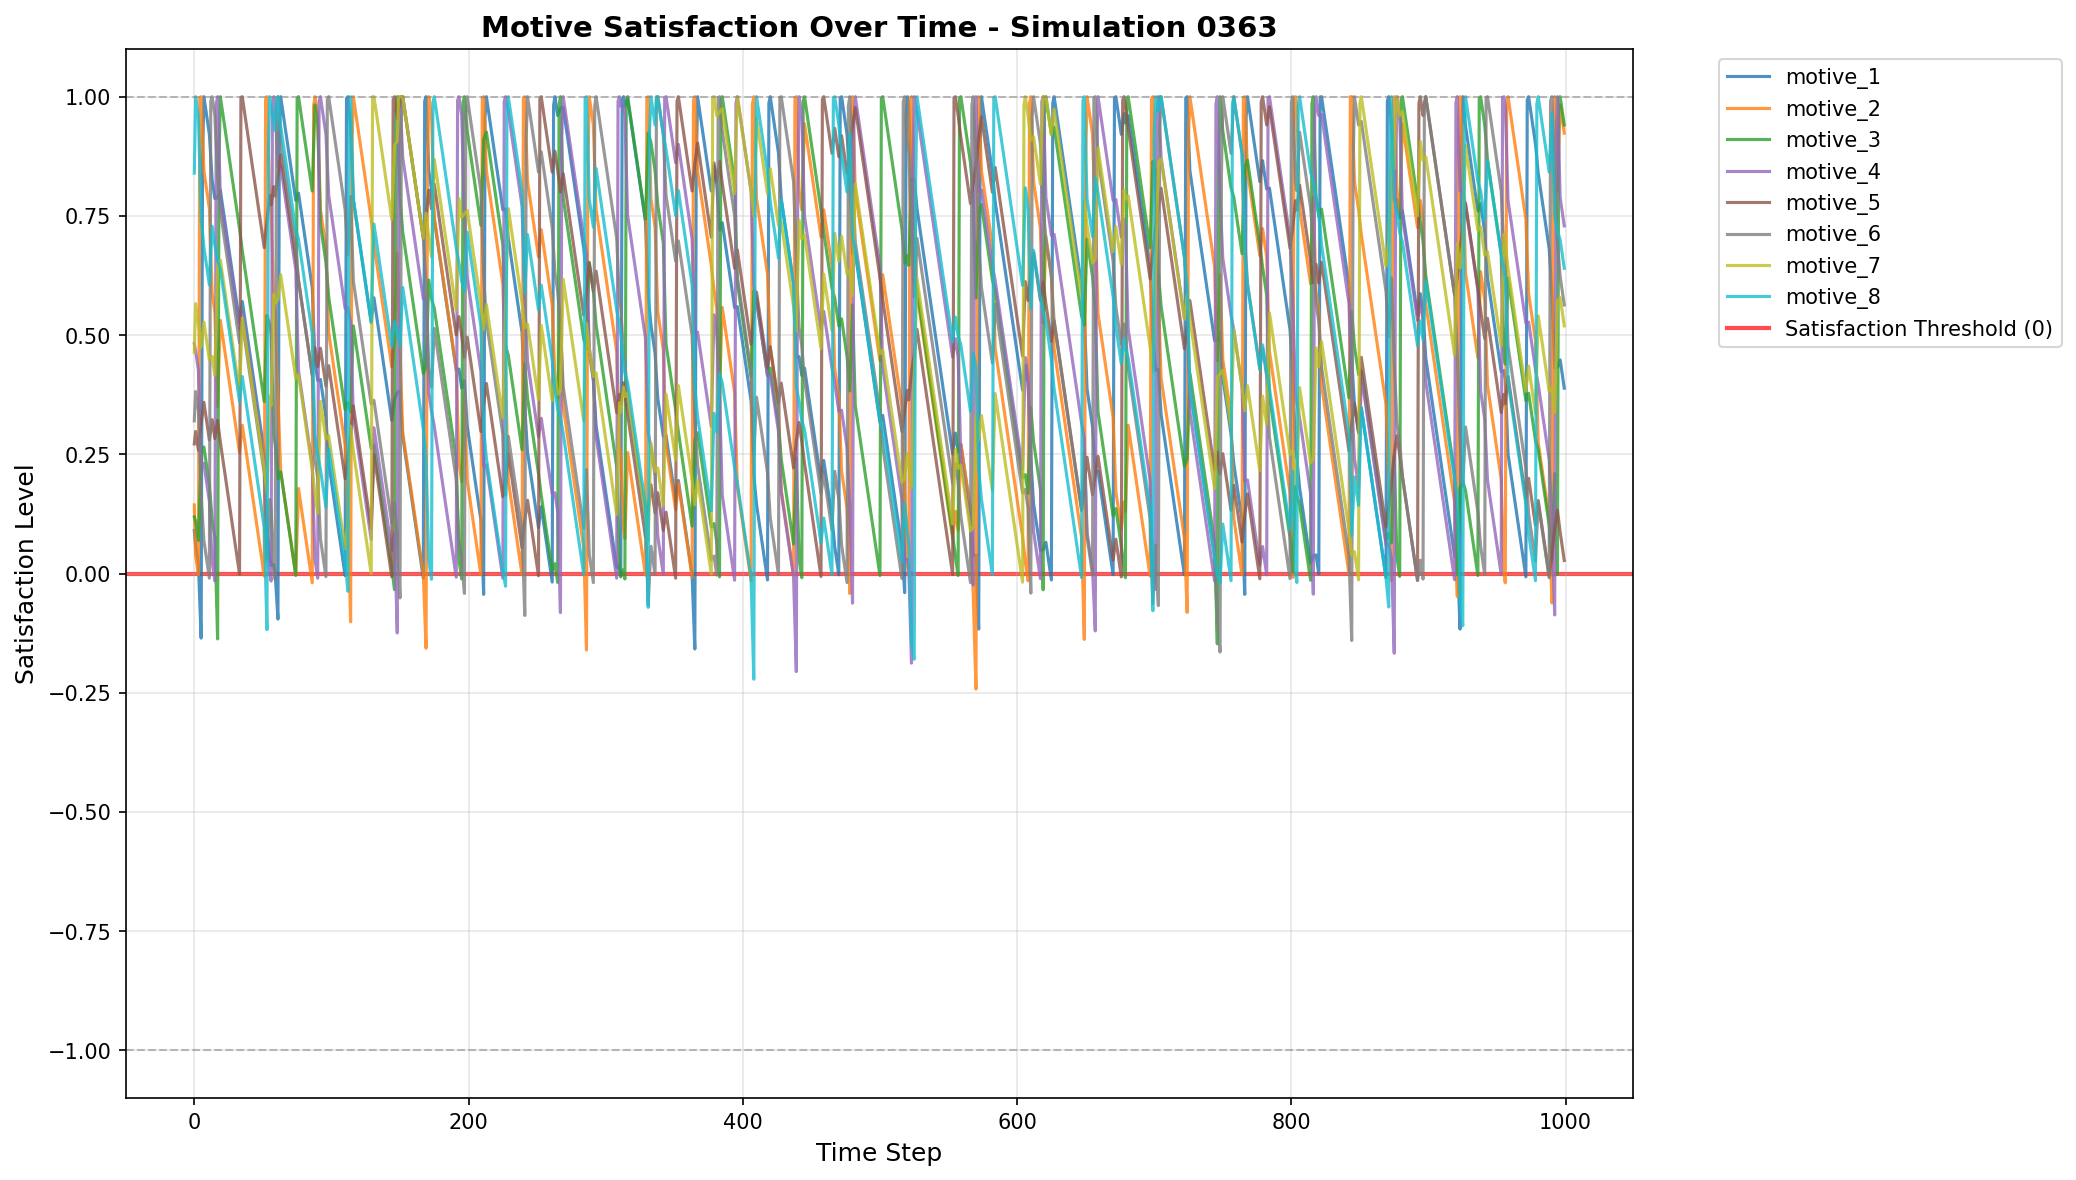 Motive Satisfaction Over Time - Simulation 0363
1.00
0.75
0.50
0.25
0.00
−0.25
−0.50
−0.75
−1.00
Satisfaction Level
0
200
400
600
800
1000
Time Step
motive_1
motive_2
motive_3
motive_4
motive_5
motive_6
motive_7
motive_8
Satisfaction Threshold (0)